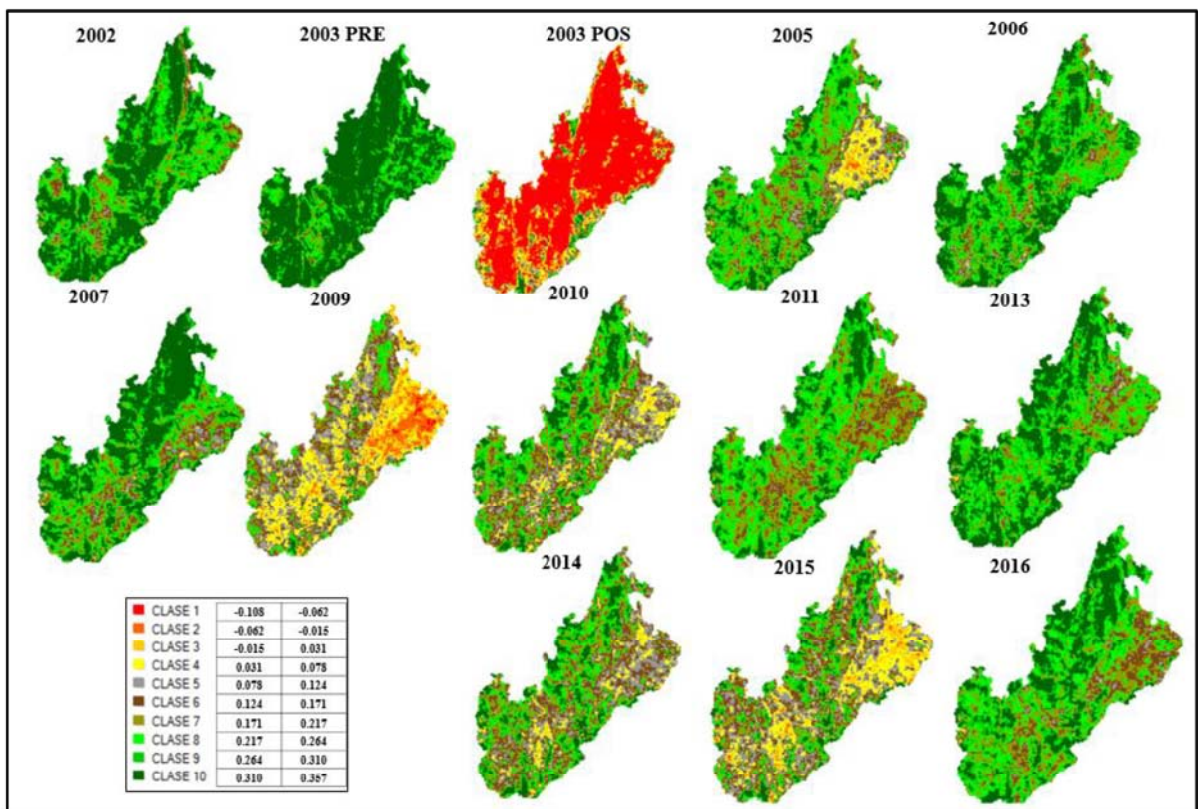 2002 2003 PRE 2003 POS 2005 2006
2007 2009 2010 2011 2013
2014 2015 2016
CLASE 1 -0.108 -0.062
CLASE 2 -0.062 -0.015
CLASE 3 -0.015 0.031
CLASE 4 0.031 0.078
CLASE 5 0.078 0.124
CLASE 6 0.124 0.171
CLASE 7 0.171 0.217
CLASE 8 0.217 0.264
CLASE 9 0.264 0.310
CLASE 10 0.310 0.357